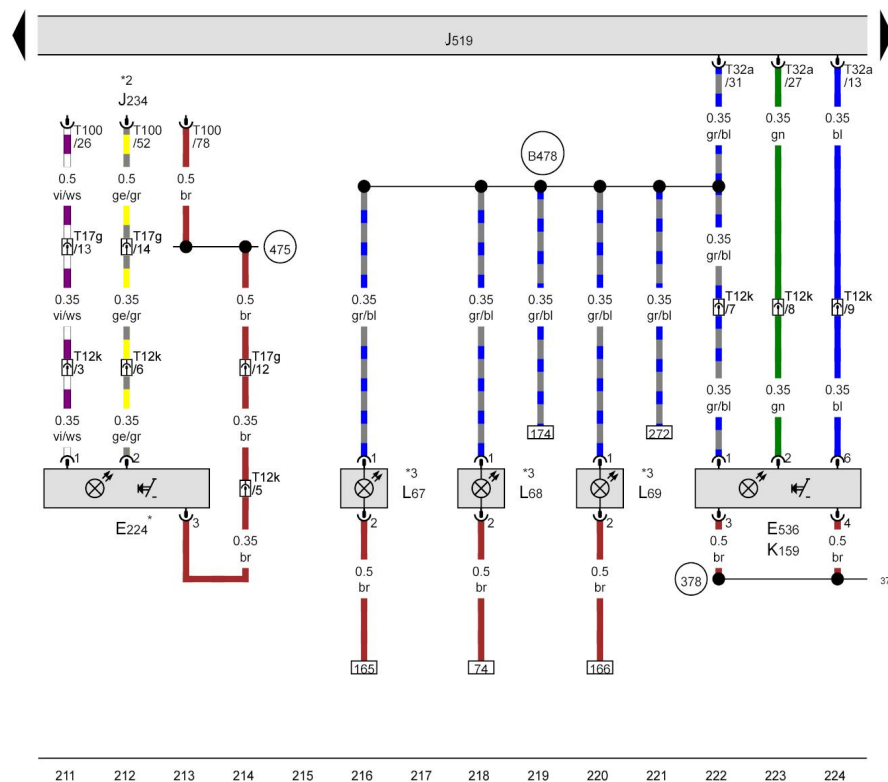 J519
*2
J234
T100
/26
T100
/52
T100
/78
T32a
/31
T32a
/27
T32a
/13
0.5
vi/ws
0.5
ge/gr
0.5
br
B478
0.35
gr/bl
0.35
gn
0.35
bl
T17g
/13
T17g
/14
475
0.35
gr/bl
0.35
vi/ws
0.35
ge/gr
0.5
br
0.35
gr/bl
0.35
gr/bl
0.35
gr/bl
0.35
gr/bl
0.35
gr/bl
T12k
/7
T12k
/8
T12k
/9
T12k
/3
T12k
/6
T17g
/12
0.35
vi/ws
0.35
ge/gr
0.35
br
0.35
gr/bl
0.35
gn
0.35
bl
174
272
1
2
1
1
1
1
2
6
*3
L67
*3
L68
*3
L69
T12k
/5
E224 *
3
2
2
2
3
4
E536
K159
0.35
br
0.5
br
0.5
br
0.5
br
0.5
br
0.5
br
378
37
165
74
166
211 212 213 214 215 216 217 218 219 220 221 222 223 224